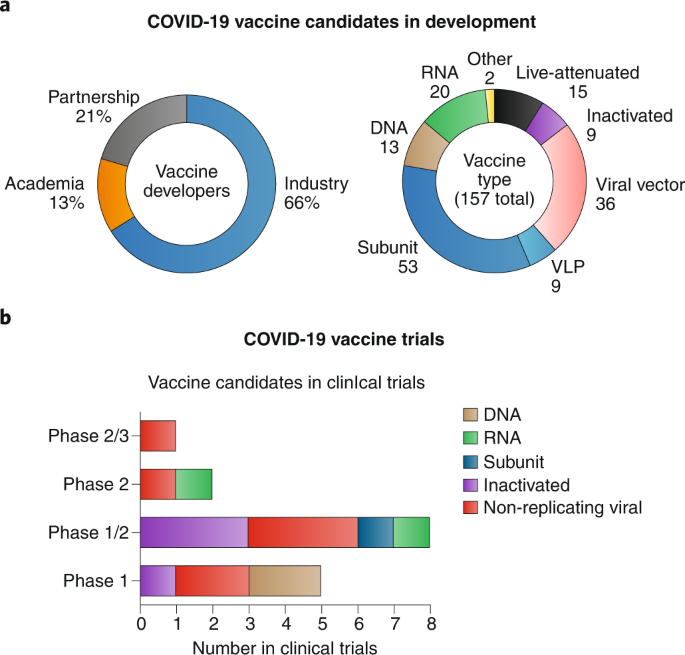 a
COVID-19 vaccine candidates in development
Partnership
21%
Academia
13%
Vaccine
developers
Industry
66%
Other
2
RNA
20
Live-attenuated
15
Inactivated
9
DNA
13
Vaccine
type
(157 total)
Viral vector
36
Subunit
53
VLP
9
b
COVID-19 vaccine trials
Vaccine candidates in clinIcal trials
Phase 2/3
Phase 2
Phase 1/2
Phase 1
0 1 2 3 4 5 6 7 8
Number in clinical trials
DNA
RNA
Subunit
Inactivated
Non-replicating viral